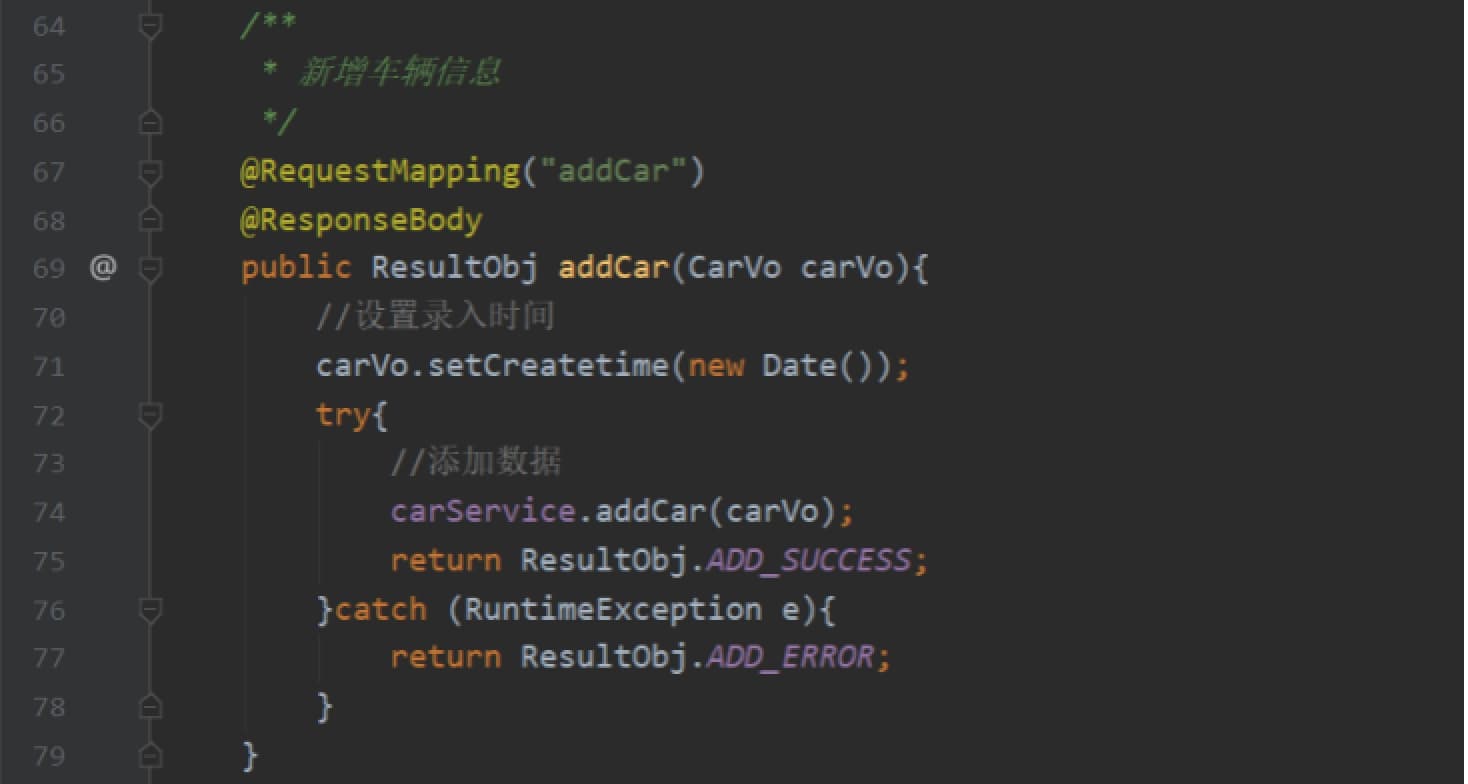 64 /**
65 * 新增车辆信息
66 */
67 @RequestMapping("addCar")
68 @ResponseBody
69 @ public ResultObj addCar(CarVo carVo){
70 //设置录入时间
71 carVo.setCreatetime(new Date());
72 try{
73 //添加数据
74 carService.addCar(carVo);
75 return ResultObj.ADD_SUCCESS;
76 }catch (RuntimeException e){
77 return ResultObj.ADD_ERROR;
78 }
79 }